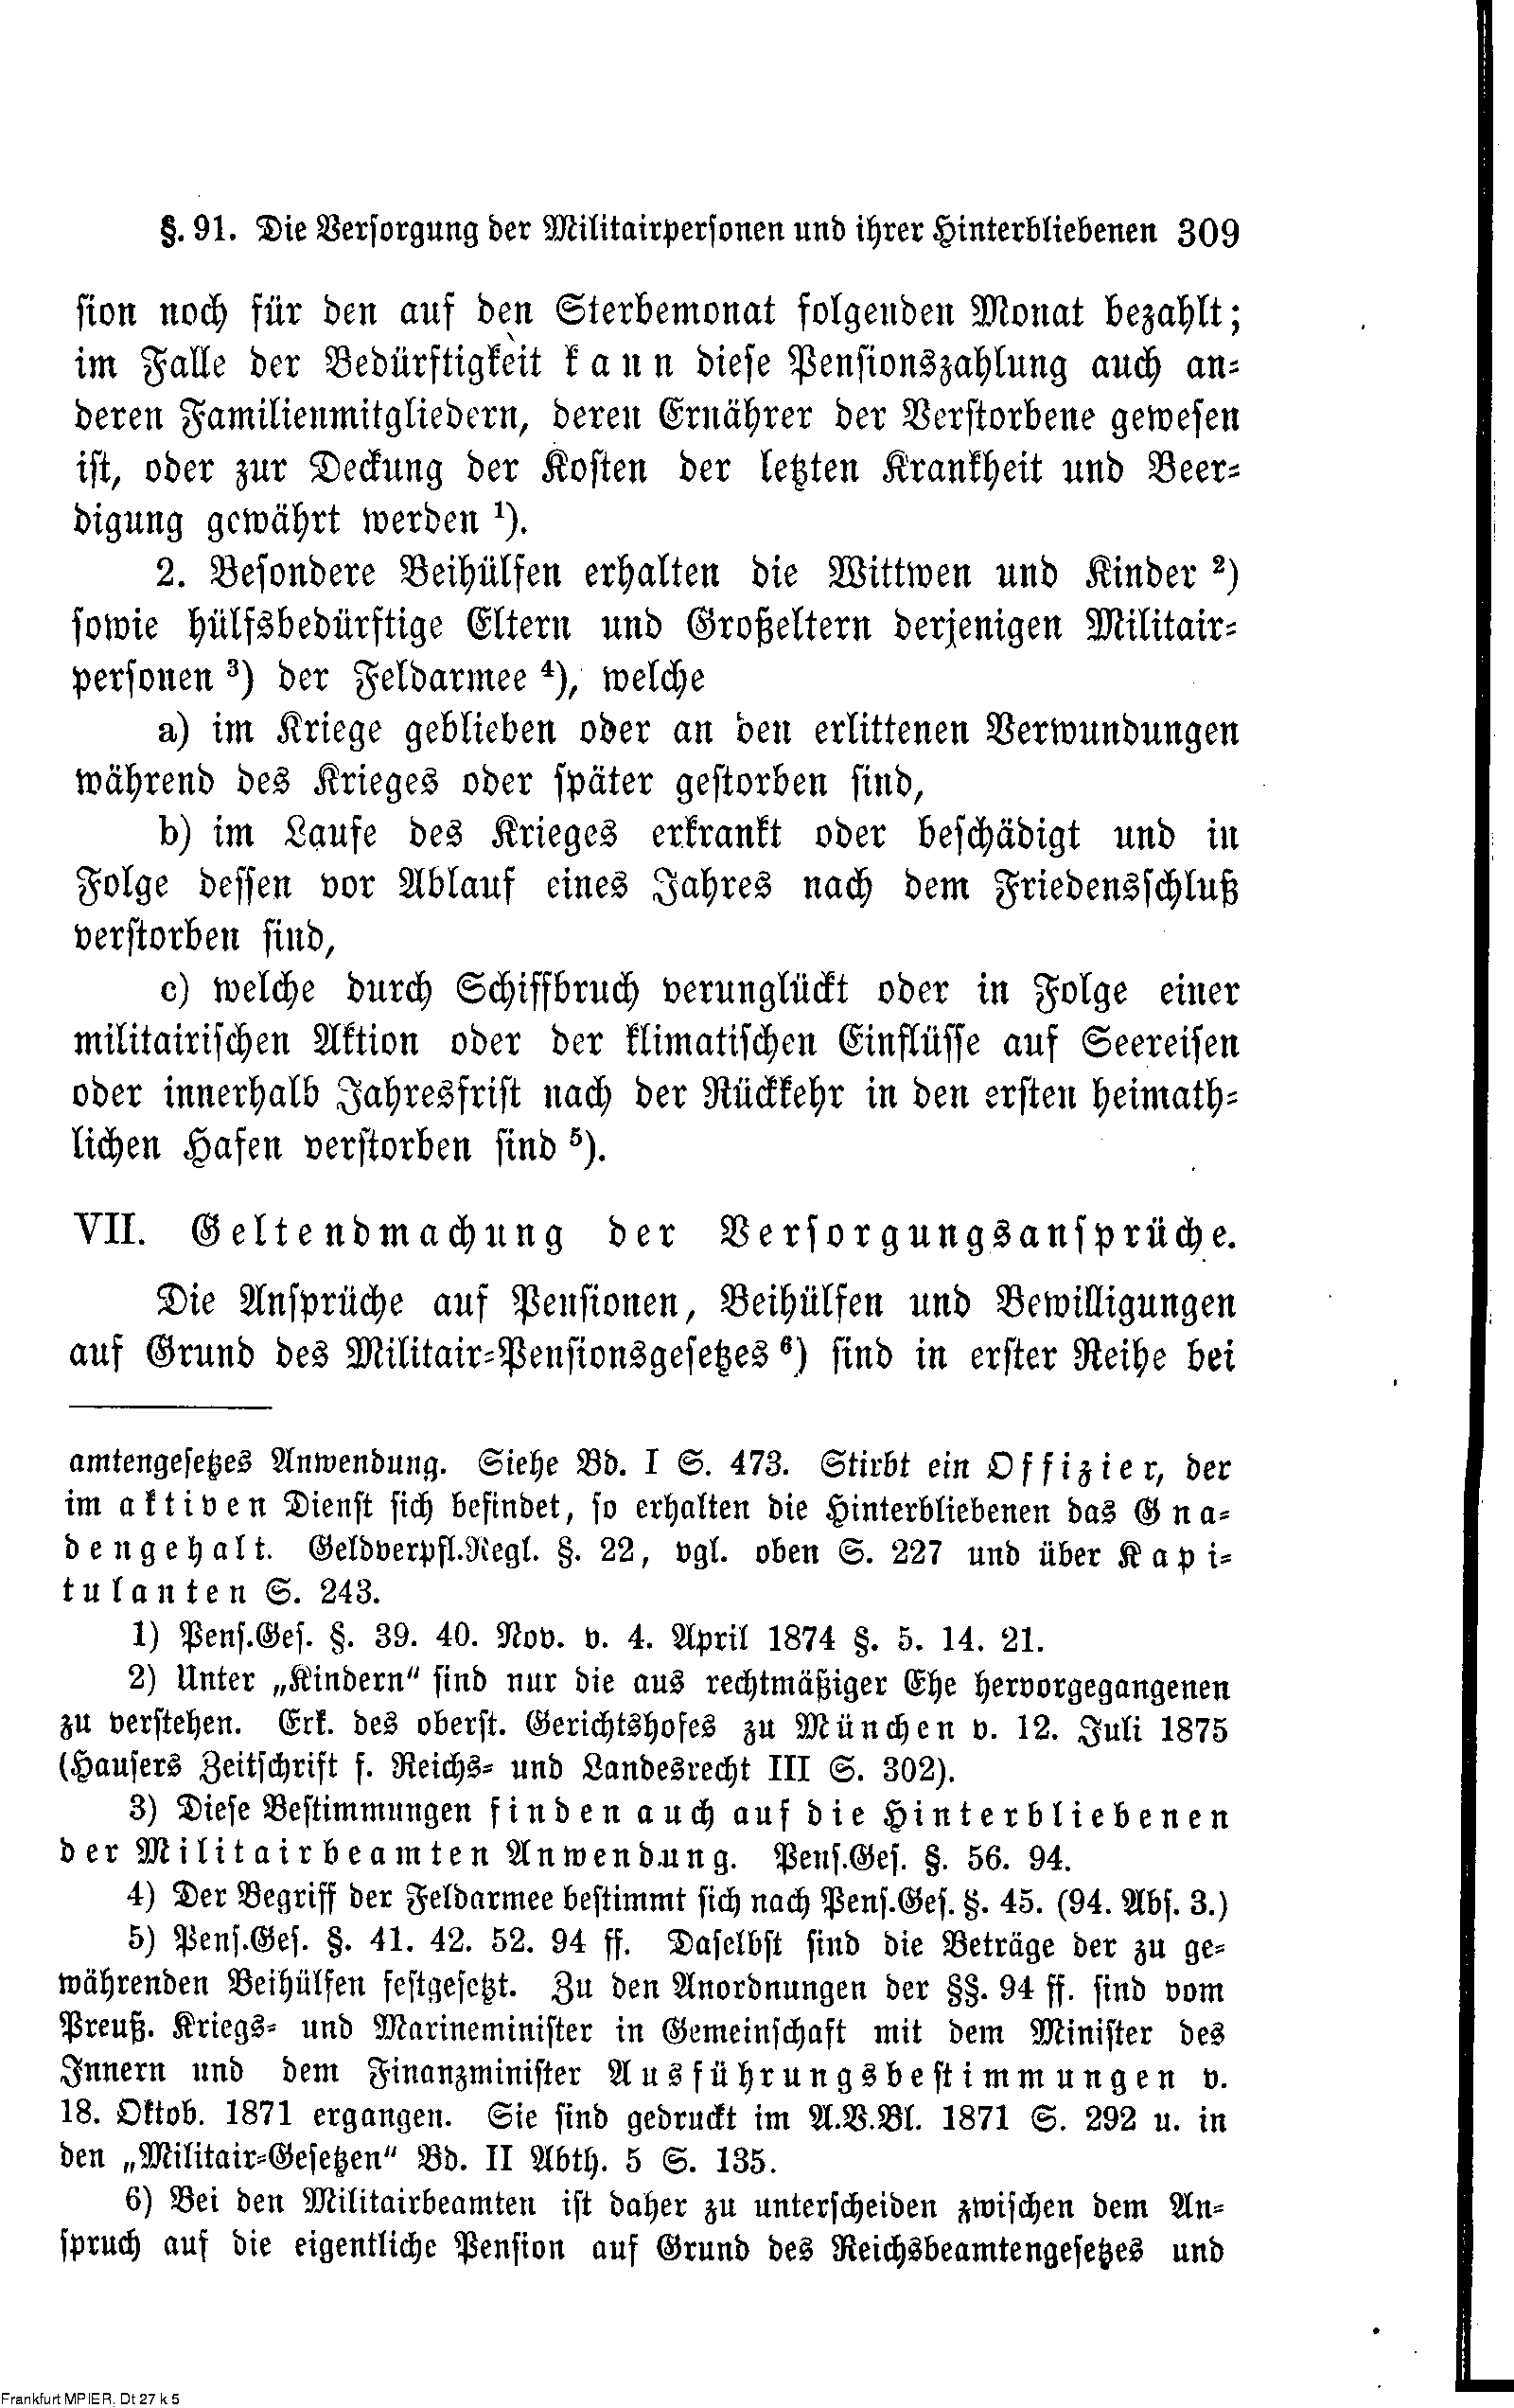 §. 91. Die Versorgung der Militairpersonen und ihrer Hinterbliebenen 309
sion noch für den auf den Sterbemonat folgenden Monat bezahlt;
im Falle der Bedürftigkeit kann diese Pensionszahlung auch an-
deren Familienmitgliedern, deren Ernährer der Verstorbene gewesen
ist, oder zur Deckung der Kosten der letzten Krankheit und Beer-
digung gewährt werden ¹).
2. Besondere Beihülfen erhalten die Wittwen und Kinder ²)
sowie hülfsbedürftige Eltern und Großeltern derjenigen Militair-
personen ³) der Feldarmee ⁴), welche
a) im Kriege geblieben oder an den erlittenen Verwundungen
während des Krieges oder später gestorben sind,
b) im Laufe des Krieges erkrankt oder beschädigt und in
Folge dessen vor Ablauf eines Jahres nach dem Friedensschluß
verstorben sind,
c) welche durch Schiffbruch verunglückt oder in Folge einer
militairischen Aktion oder der klimatischen Einflüsse auf Seereisen
oder innerhalb Jahresfrist nach der Rückkehr in den ersten heimath-
lichen Hafen verstorben sind ⁵).
VII. Geltendmachung der Versorgungsansprüche.
Die Ansprüche auf Pensionen, Beihülfen und Bewilligungen
auf Grund des Militair-Pensionsgesetzes ⁶) sind in erster Reihe bei
amtengesetzes Anwendung. Siehe Bd. I S. 473. Stirbt ein Offizier, der
im aktiven Dienst sich befindet, so erhalten die Hinterbliebenen das Gna-
dengehalt. Geldverpfl.Regl. §. 22, vgl. oben S. 227 und über Kapi-
tulanten S. 243.
1) Pens.Ges. §. 39. 40. Nov. v. 4. April 1874 §. 5. 14. 21.
2) Unter „Kindern“ sind nur die aus rechtmäßiger Ehe hervorgegangenen
zu verstehen. Erk. des oberst. Gerichtshofes zu München v. 12. Juli 1875
(Hausers Zeitschrift f. Reichs- und Landesrecht III S. 302).
3) Diese Bestimmungen finden auch auf die Hinterbliebenen
der Militairbeamten Anwendung. Pens.Ges. §. 56. 94.
4) Der Begriff der Feldarmee bestimmt sich nach Pens.Ges. §. 45. (94. Abs. 3.)
5) Pens.Ges. §. 41. 42. 52. 94 ff. Daselbst sind die Beträge der zu ge-
währenden Beihülfen festgesetzt. Zu den Anordnungen der §§. 94 ff. sind vom
Preuß. Kriegs- und Marineminister in Gemeinschaft mit dem Minister des
Innern und dem Finanzminister Ausführungsbestimmungen v.
18. Oktob. 1871 ergangen. Sie sind gedruckt im A.V.Bl. 1871 S. 292 u. in
den „Militair-Gesetzen“ Bd. II Abth. 5 S. 135.
6) Bei den Militairbeamten ist daher zu unterscheiden zwischen dem An-
spruch auf die eigentliche Pension auf Grund des Reichsbeamtengesetzes und
Frankfurt MPIER, Dt 27 k 5